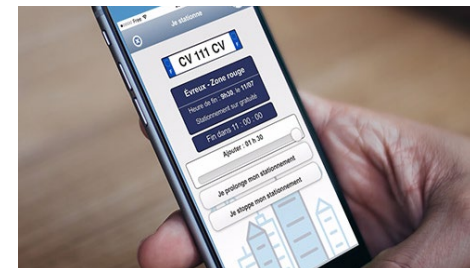 Free
Je stationne
CV 111 CV
Évreux - Zone rouge
Heure de fin : 9h30, le 11/07
Stationnement sur gratuité
Fin dans 11 : 00 : 00
Ajouter : 01 h 30
Je prolonge mon stationnement
Je stoppe mon stationnement